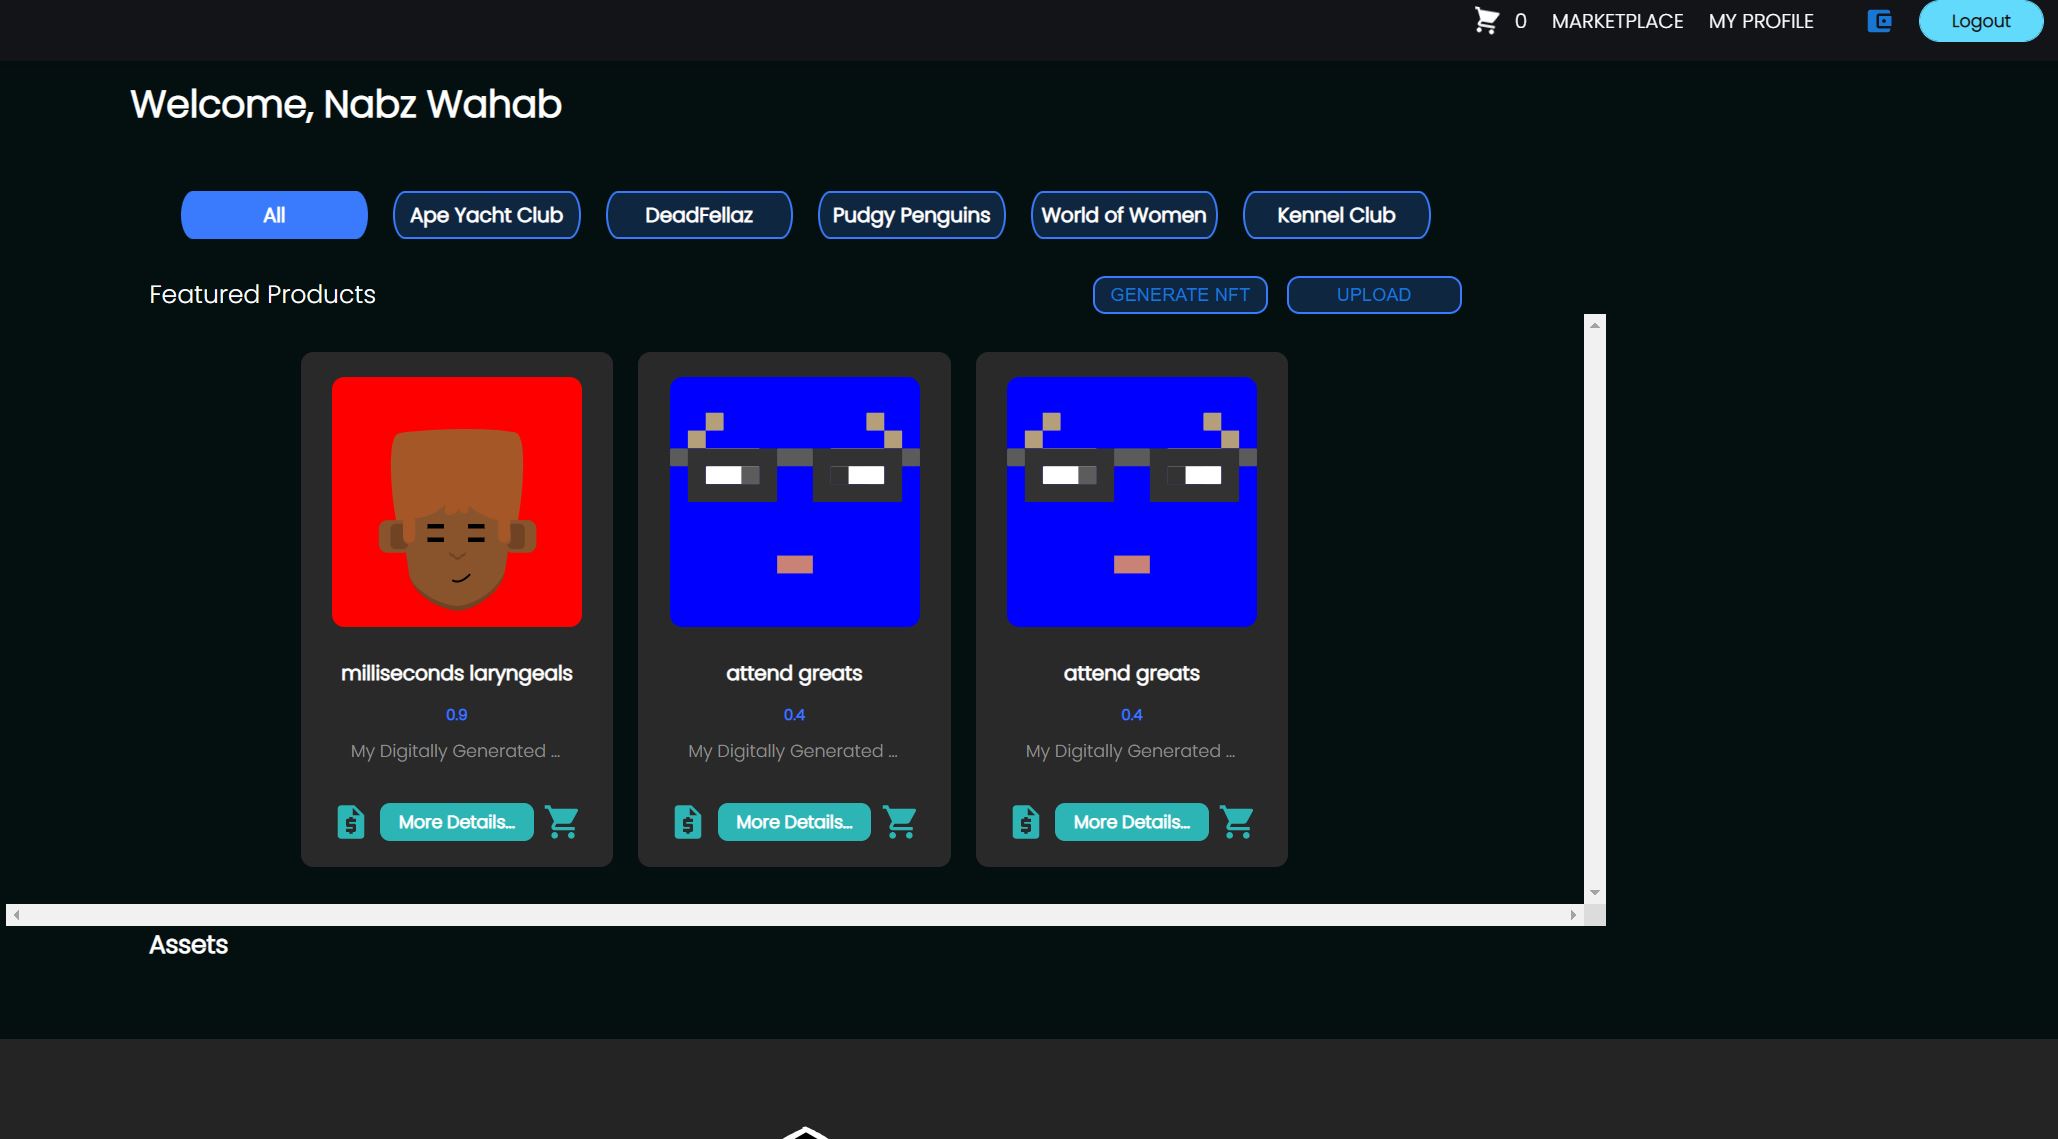 0 MARKETPLACE MY PROFILE Logout
Welcome, Nabz Wahab
All Ape Yacht Club DeadFellaz Pudgy Penguins World of Women Kennel Club
Featured Products GENERATE NFT UPLOAD
milliseconds laryngeals attend greats attend greats
0.9 0.4 0.4
My Digitally Generated ... My Digitally Generated ... My Digitally Generated ...
More Details... More Details... More Details...
Assets